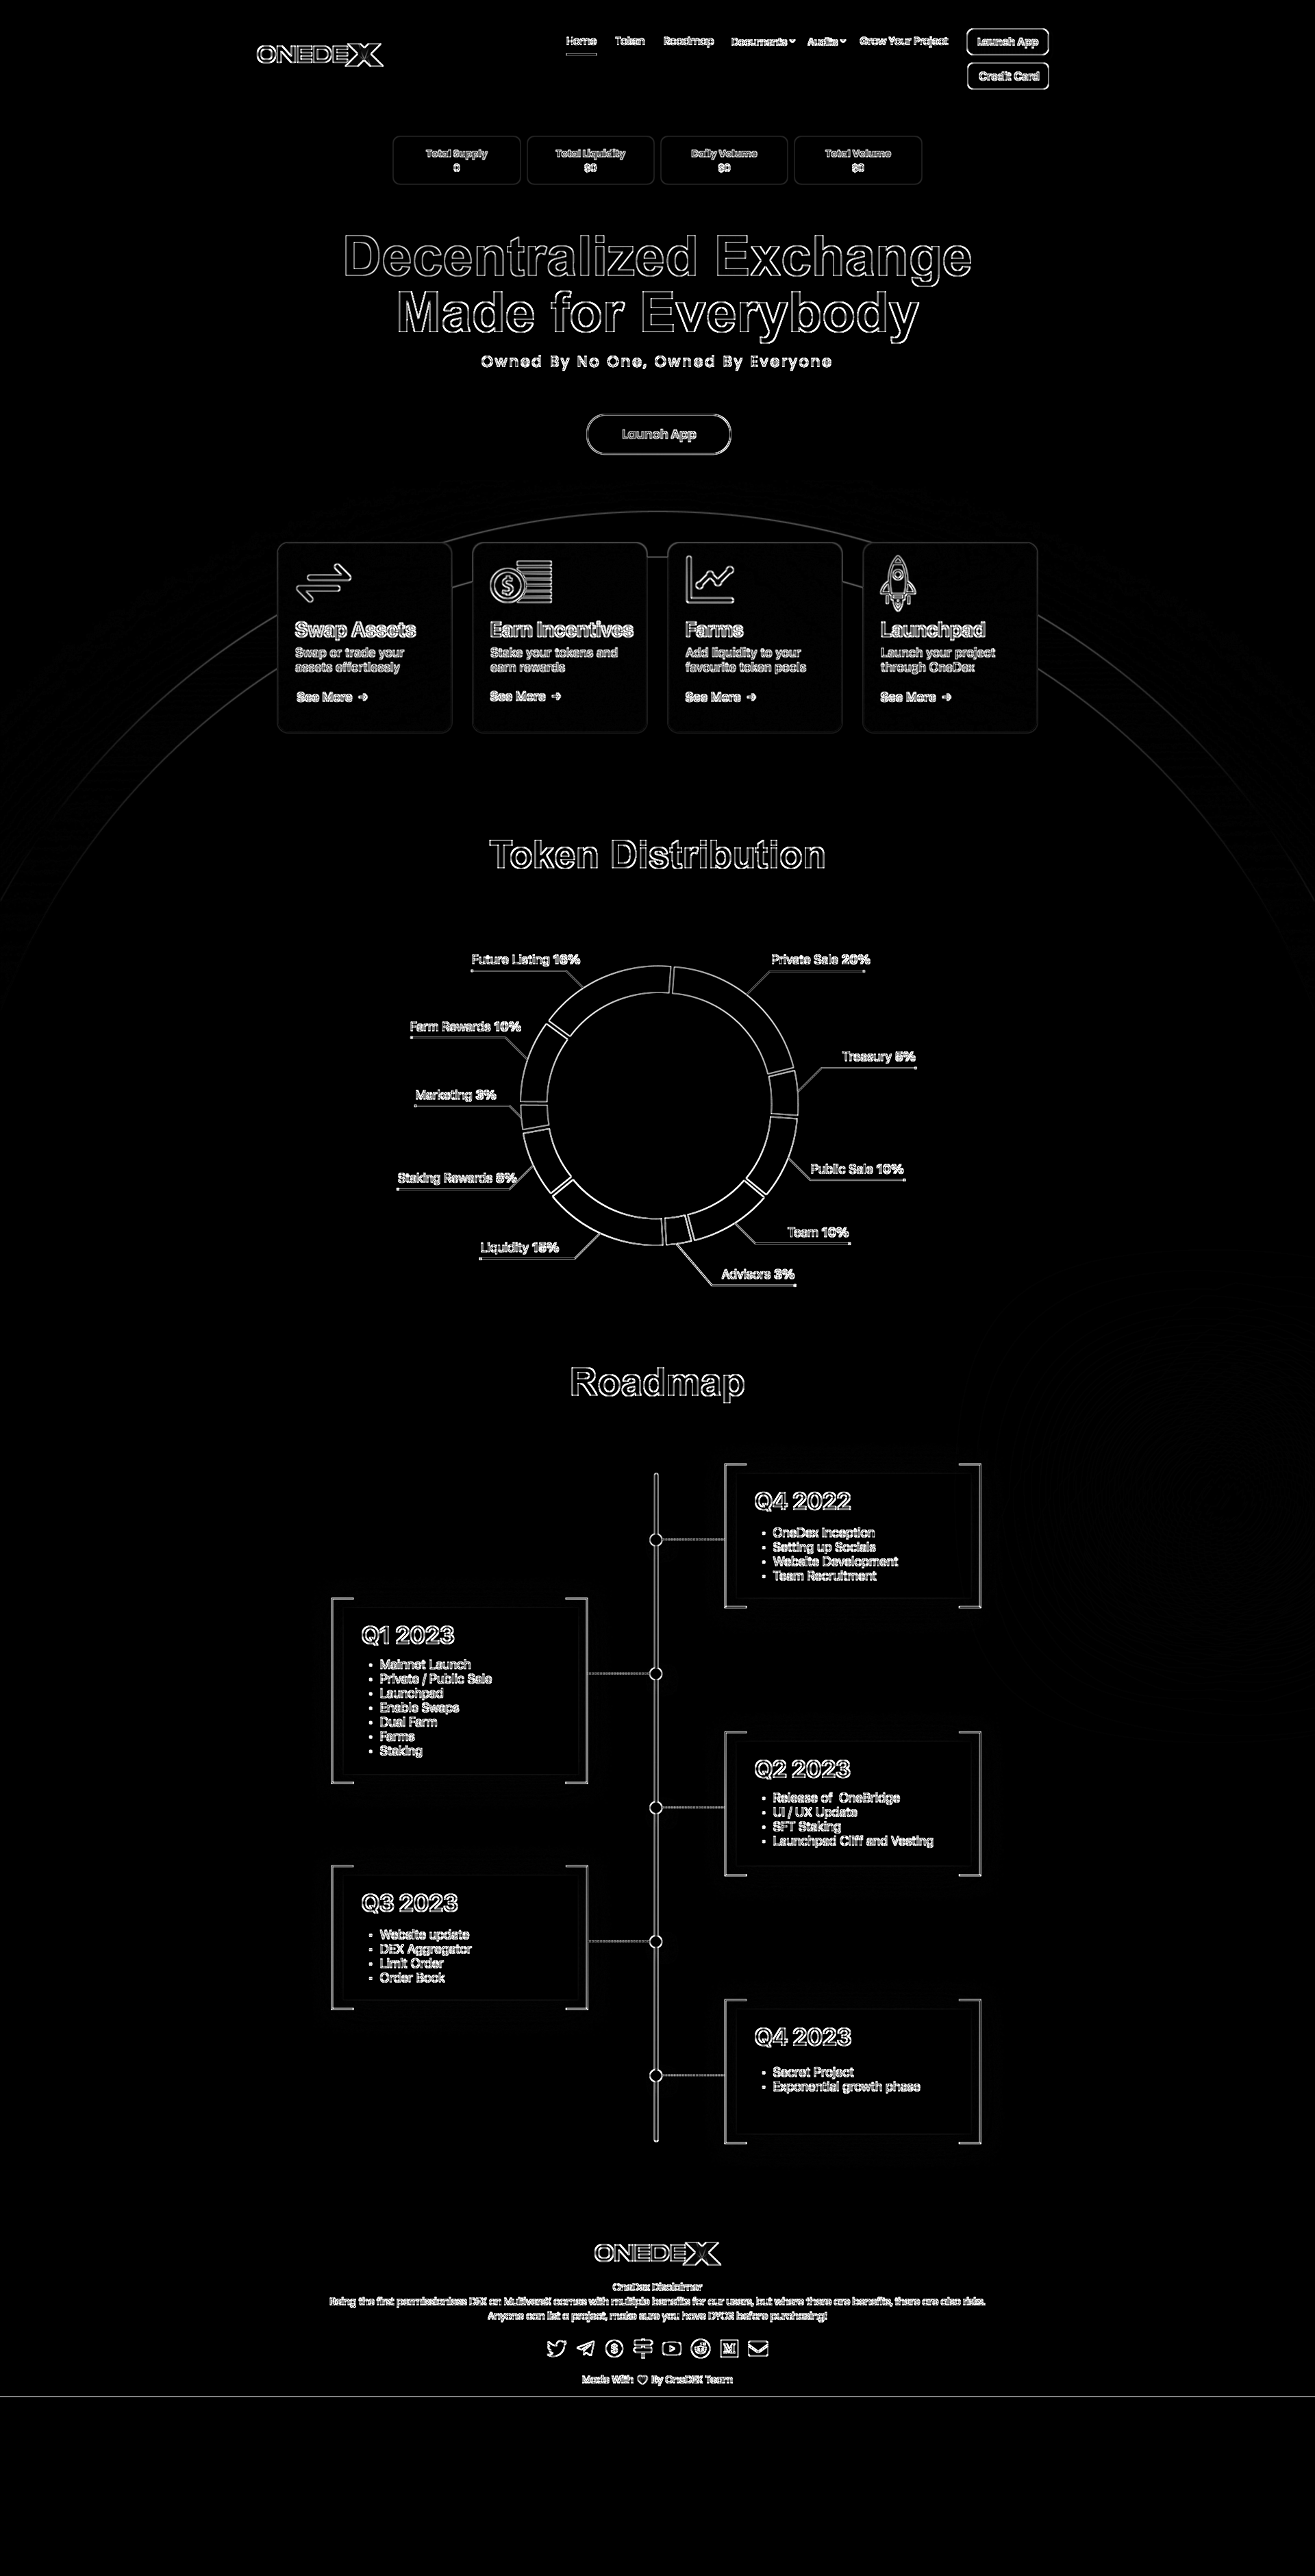 ONEDEX
Home Token Roadmap Documents Audits Grow Your Project Launch App
Credit Card
Total Supply Total Liquidity Daily Volume Total Volume
0 $0 $0 $0
Decentralized Exchange
Made for Everybody
Owned By No One, Owned By Everyone
Launch App
Swap Assets
Swap or trade your
assets effortlessly
See More →
Earn Incentives
Stake your tokens and
earn rewards
See More →
Farms
Add liquidity to your
favourite token pools
See More →
Launchpad
Launch your project
through OneDex
See More →
Token Distribution
Future Listing 16%
Private Sale 20%
Farm Rewards 10%
Treasury 5%
Marketing 3%
Public Sale 10%
Staking Rewards 8%
Team 10%
Liquidity 15%
Advisors 3%
Roadmap
Q4 2022
• OneDex Inception
• Setting up Socials
• Website Development
• Team Recruitment
Q1 2023
• Mainnet Launch
• Private / Public Sale
• Launchpad
• Enable Swaps
• Dual Farm
• Farms
• Staking
Q2 2023
• Release of OneBridge
• UI / UX Update
• SFT Staking
• Launchpad Cliff and Vesting
Q3 2023
• Website update
• DEX Aggregator
• Limit Order
• Order Book
Q4 2023
• Secret Project
• Exponential growth phase
ONEDEX
OneDex Disclaimer
Being the first permissionless DEX on MultiversX comes with multiple benefits for our users, but where there are benefits, there are also risks.
Anyone can list a project, make sure you have DYOR before purchasing!
Made With ♡ By OneDEX Team